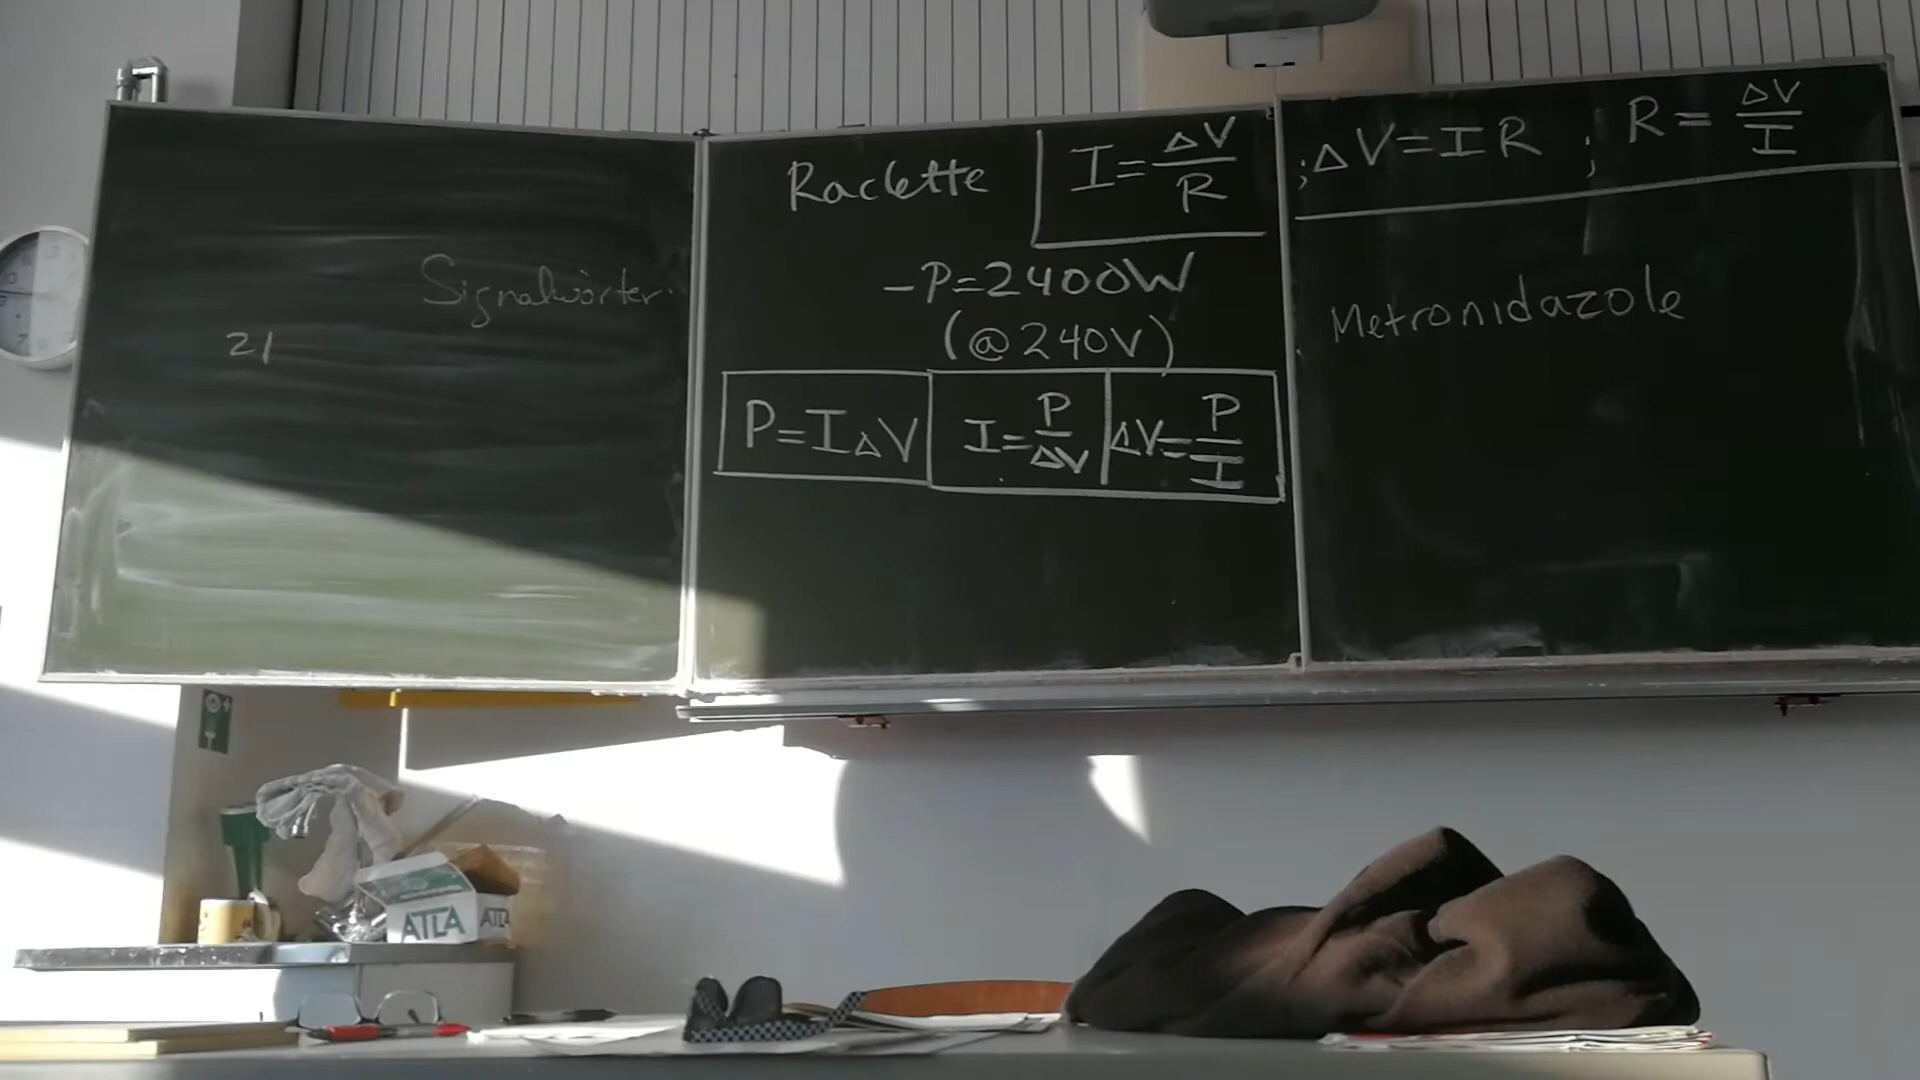 Signalwörter:
21
Raclette
I = ΔV/R ; ΔV = IR ; R = ΔV/I
-P=2400W
(@240V)
P=IΔV
I = P/ΔV
ΔV = P/I
Metronidazole
ATLA
ATLA